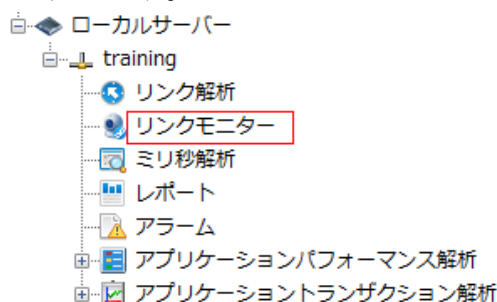 ローカルサーバー
training
リンク解析
リンクモニター
ミリ秒解析
レポート
アラーム
アプリケーションパフォーマンス解析
アプリケーショントランザクション解析